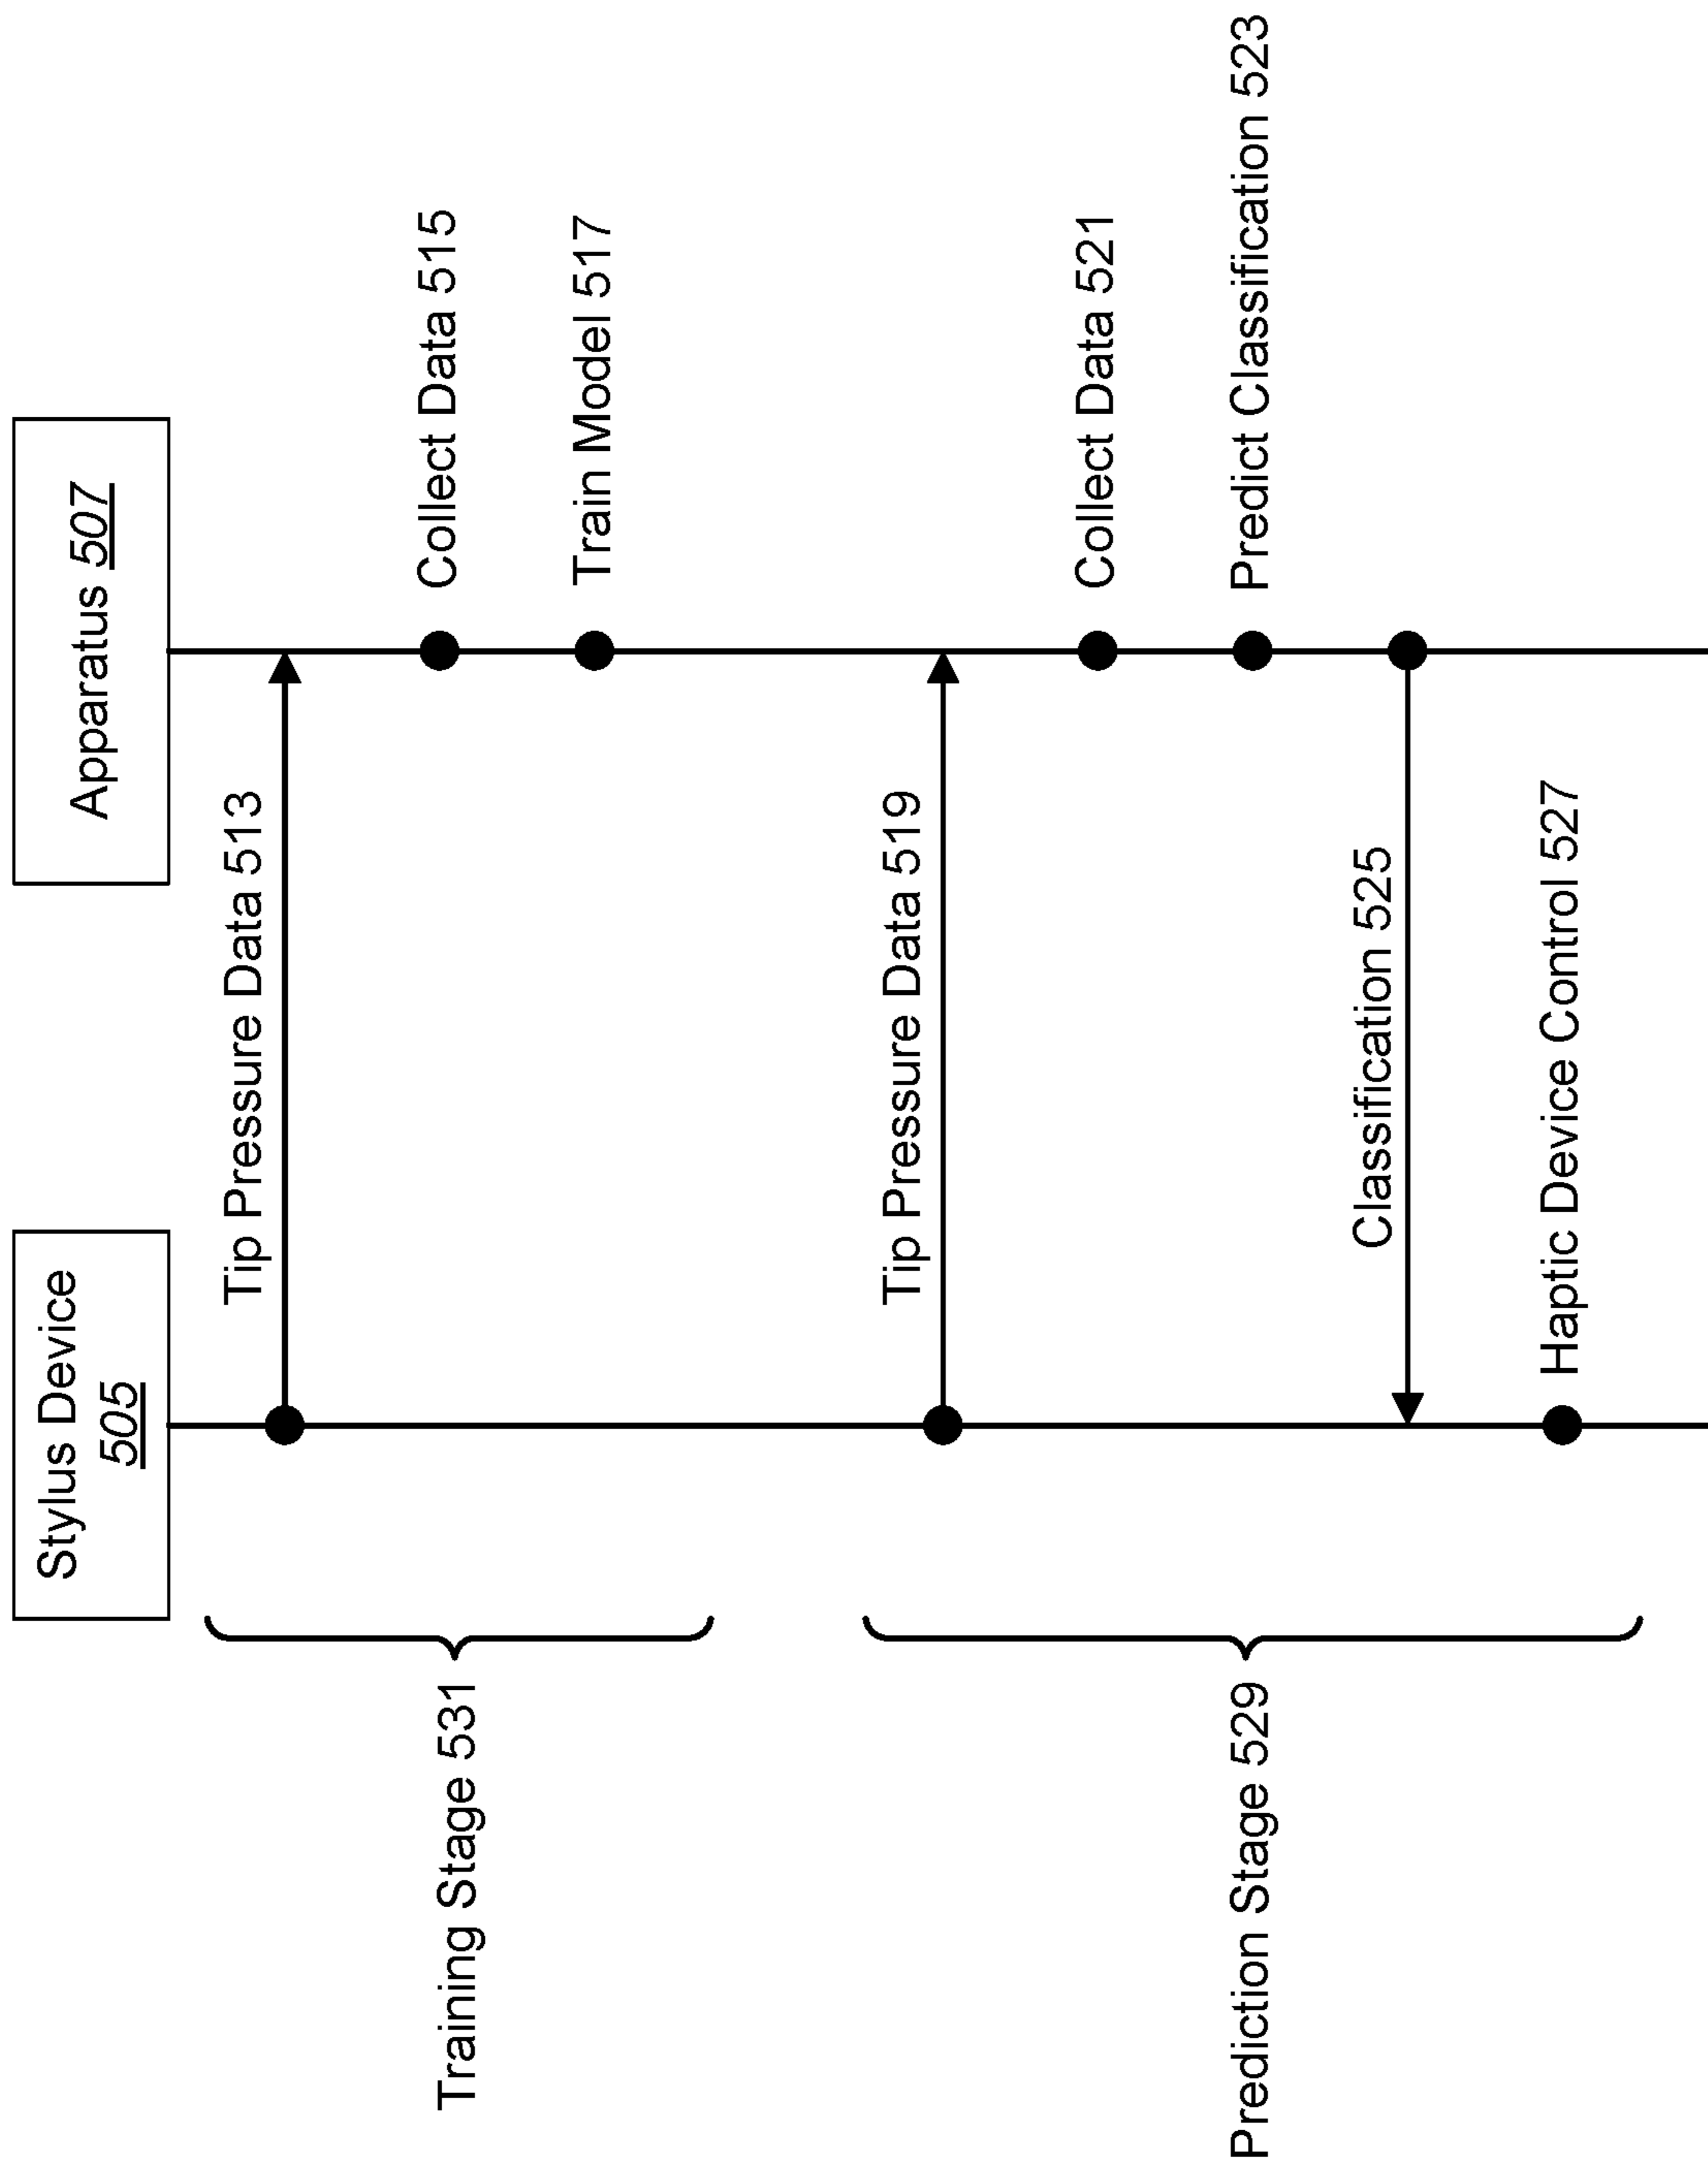 Stylus Device
505
Apparatus 507
Tip Pressure Data 513
Collect Data 515
Training Stage 531
Train Model 517
Tip Pressure Data 519
Collect Data 521
Prediction Stage 529
Predict Classification 523
Classification 525
Haptic Device Control 527